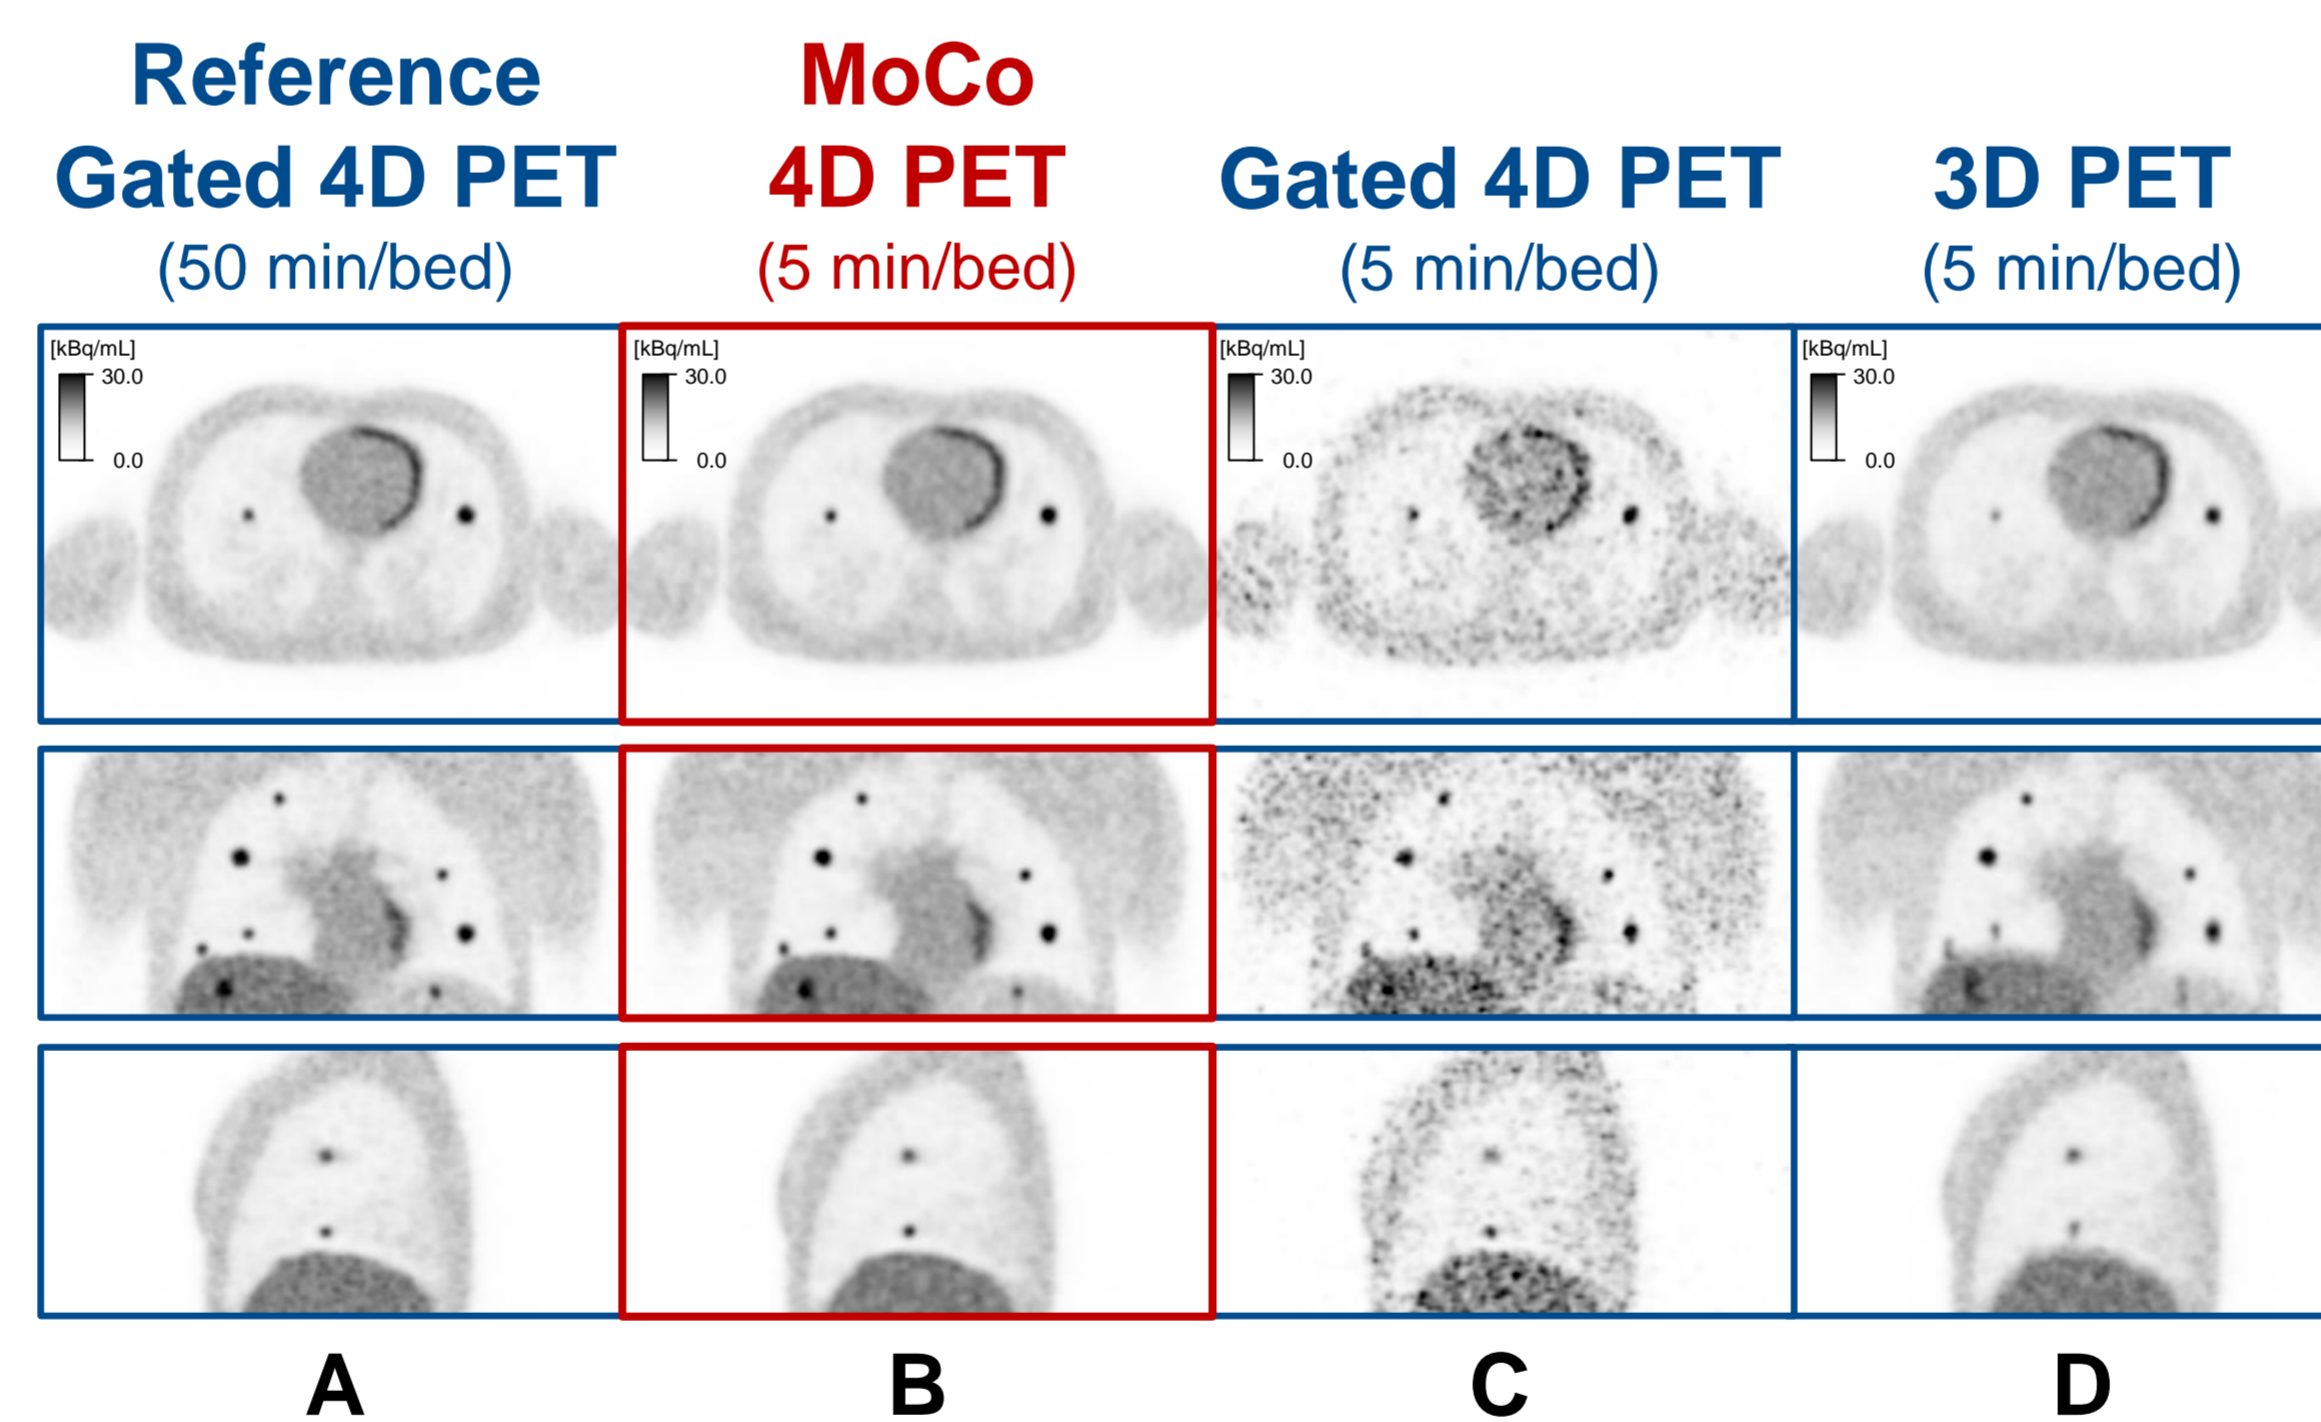 Reference
Gated 4D PET
(50 min/bed)
MoCo
4D PET
(5 min/bed)
Gated 4D PET
(5 min/bed)
3D PET
(5 min/bed)
[kBq/mL]
30.0
0.0
[kBq/mL]
30.0
0.0
[kBq/mL]
30.0
0.0
[kBq/mL]
30.0
0.0
A
B
C
D